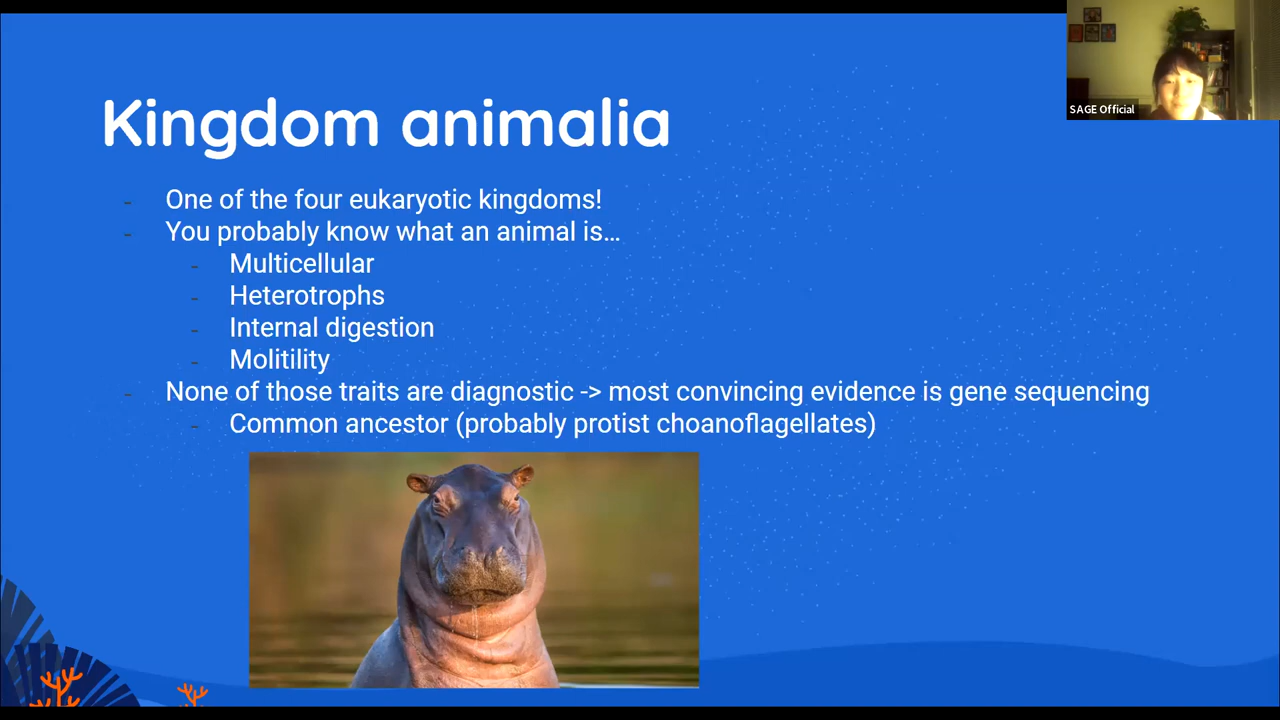 Kingdom animalia
- One of the four eukaryotic kingdoms!
- You probably know what an animal is…
- Multicellular
- Heterotrophs
- Internal digestion
- Molitility
- None of those traits are diagnostic -> most convincing evidence is gene sequencing
- Common ancestor (probably protist choanoflagellates)
SAGE Official